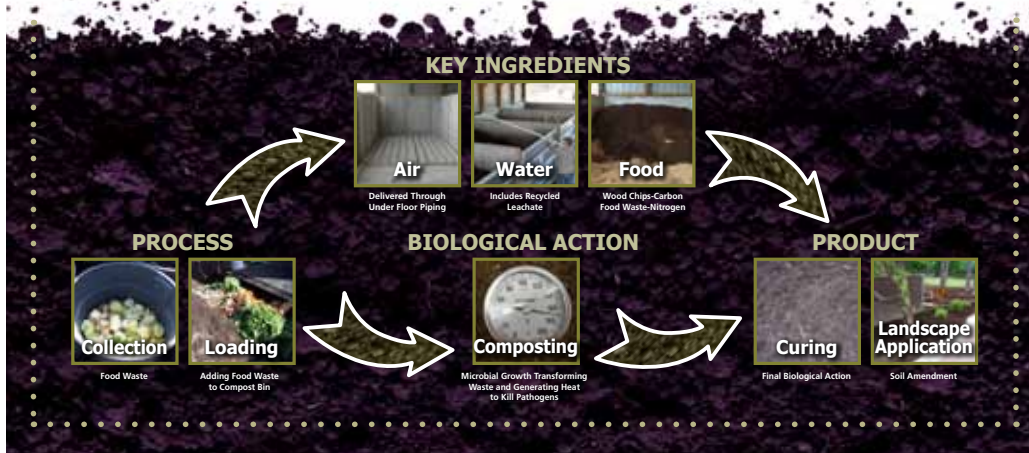 KEY INGREDIENTS
Air
Water
Food
Delivered Through
Under Floor Piping
Includes Recycled
Leachate
Wood Chips-Carbon
Food Waste-Nitrogen
PROCESS
BIOLOGICAL ACTION
PRODUCT
Collection
Loading
Composting
Curing
Landscape
Application
Food Waste
Adding Food Waste
to Compost Bin
Microbial Growth Transforming
Waste and Generating Heat
to Kill Pathogens
Final Biological Action
Soil Amendment